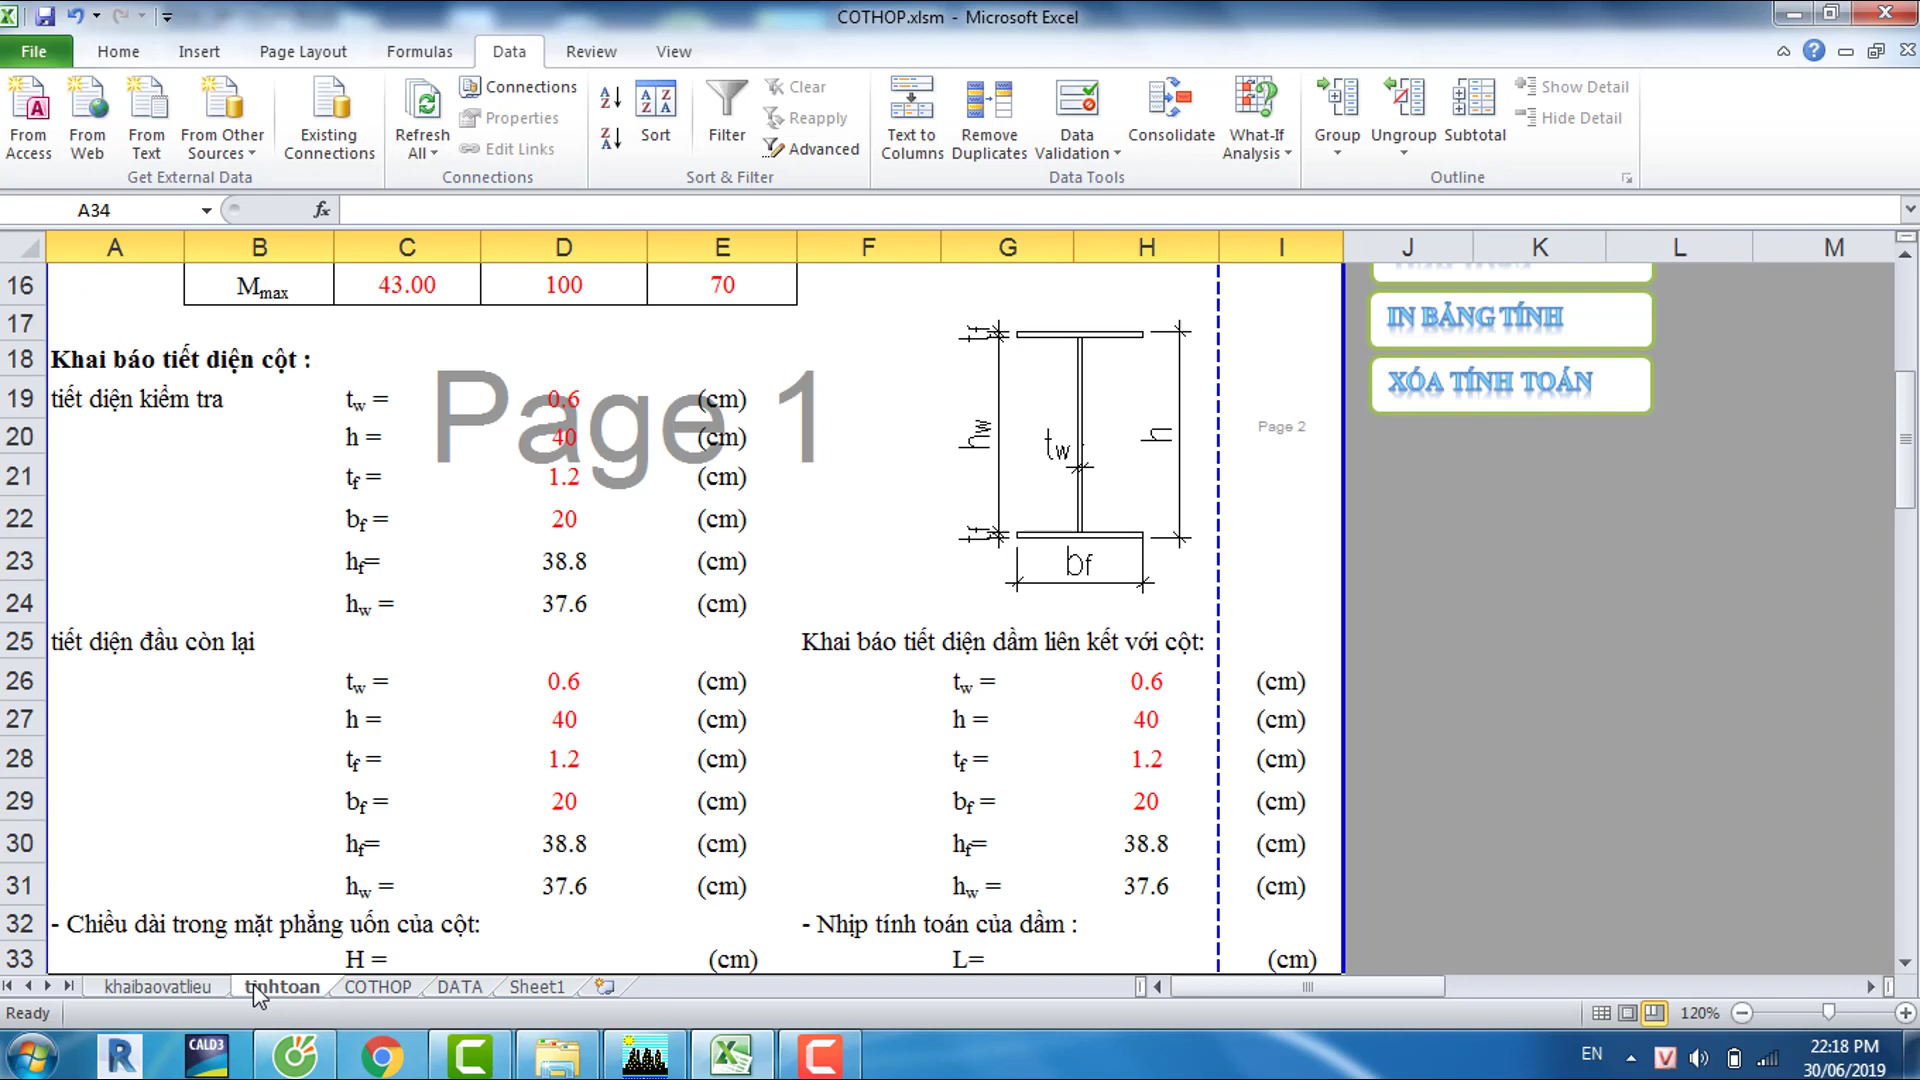 COTHOP.xlsm - Microsoft Excel
File Home Insert Page Layout Formulas Data Review View
From Access
From Web
From Text
From Other Sources
Existing Connections
Get External Data
Refresh All
Connections
Properties
Edit Links
Connections
Sort
Filter
Clear
Reapply
Advanced
Sort & Filter
Text to Columns
Remove Duplicates
Data Validation
Consolidate
What-If Analysis
Data Tools
Group
Ungroup
Subtotal
Show Detail
Hide Detail
Outline
A34 fx
A B C D E F G H I J K L M
16 Mmax 43.00 100 70
IN BẢNG TÍNH
17
18 Khai báo tiết diện cột :
XÓA TÍNH TOÁN
Page 1
Page 2
19 tiết diện kiểm tra tw = 0.6 (cm)
20 h = 40 (cm)
21 tf = 1.2 (cm)
22 bf = 20 (cm)
23 hf= 38.8 (cm)
24 hw = 37.6 (cm)
tf
hw
tw
h
tf
bf
25 tiết diện đầu còn lại Khai báo tiết diện dầm liên kết với cột:
26 tw = 0.6 (cm) tw = 0.6 (cm)
27 h = 40 (cm) h = 40 (cm)
28 tf = 1.2 (cm) tf = 1.2 (cm)
29 bf = 20 (cm) bf = 20 (cm)
30 hf= 38.8 (cm) hf= 38.8 (cm)
31 hw = 37.6 (cm) hw = 37.6 (cm)
32 - Chiều dài trong mặt phẳng uốn của cột: - Nhịp tính toán của dầm :
33 H = (cm) L= (cm)
khaibaovatlieu tinhtoan COTHOP DATA Sheet1
Ready 120%
CALD3
EN
22:18 PM
30/06/2019